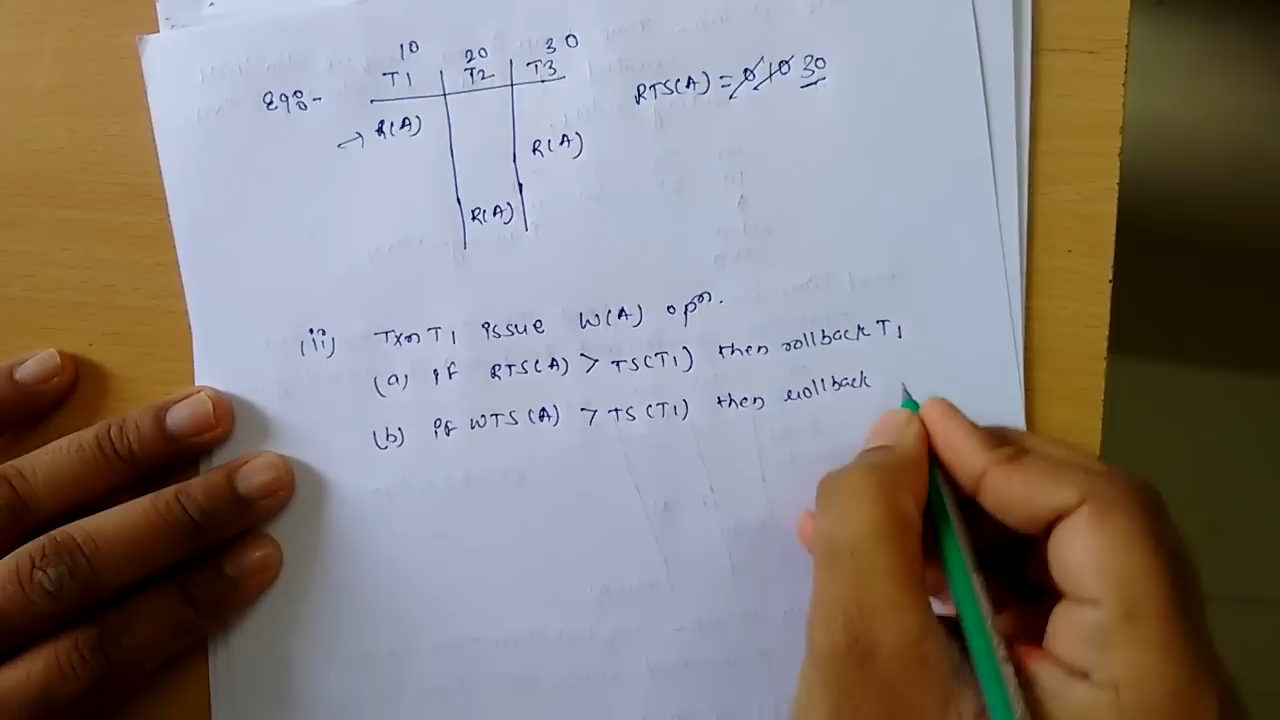 10 20 30
Eg:- T1 T2 T3 RTS(A) = 0 10 30
→ R(A)
R(A)
R(A)
(ii) Txn T1 issue W(A) opn.
(a) if RTS(A) > TS(T1) then rollback T1
(b) if WTS(A) > TS(T1) then rollback